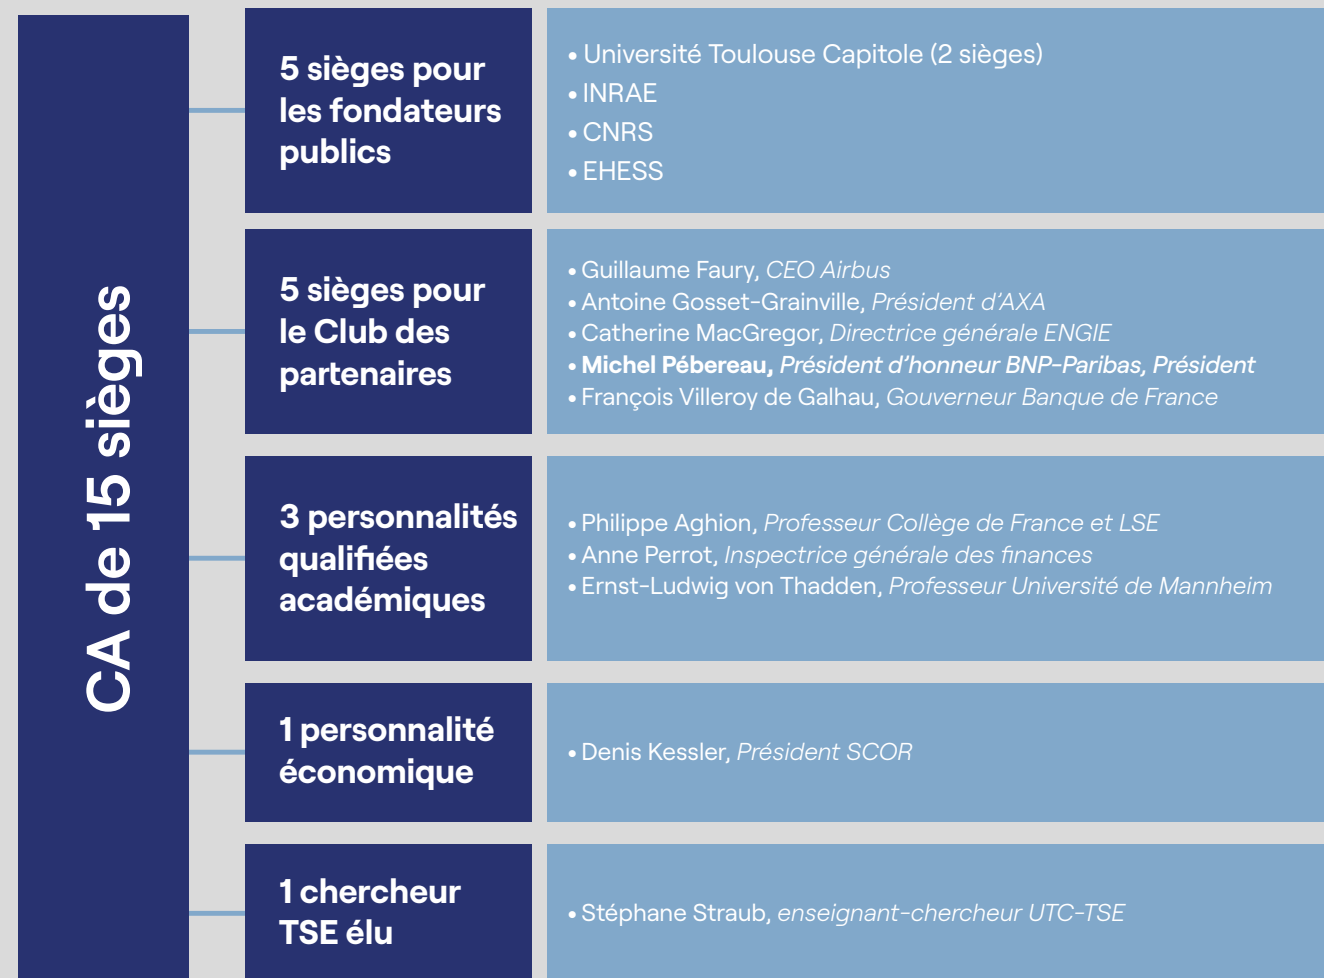 CA de 15 sièges
5 sièges pour
les fondateurs
publics
• Université Toulouse Capitole (2 sièges)
• INRAE
• CNRS
• EHESS
5 sièges pour
le Club des
partenaires
• Guillaume Faury, CEO Airbus
• Antoine Gosset-Grainville, Président d’AXA
• Catherine MacGregor, Directrice générale ENGIE
• Michel Pébereau, Président d’honneur BNP-Paribas, Président
• François Villeroy de Galhau, Gouverneur Banque de France
3 personnalités
qualifiées
académiques
• Philippe Aghion, Professeur Collège de France et LSE
• Anne Perrot, Inspectrice générale des finances
• Ernst-Ludwig von Thadden, Professeur Université de Mannheim
1 personnalité
économique
• Denis Kessler, Président SCOR
1 chercheur
TSE élu
• Stéphane Straub, enseignant-chercheur UTC-TSE